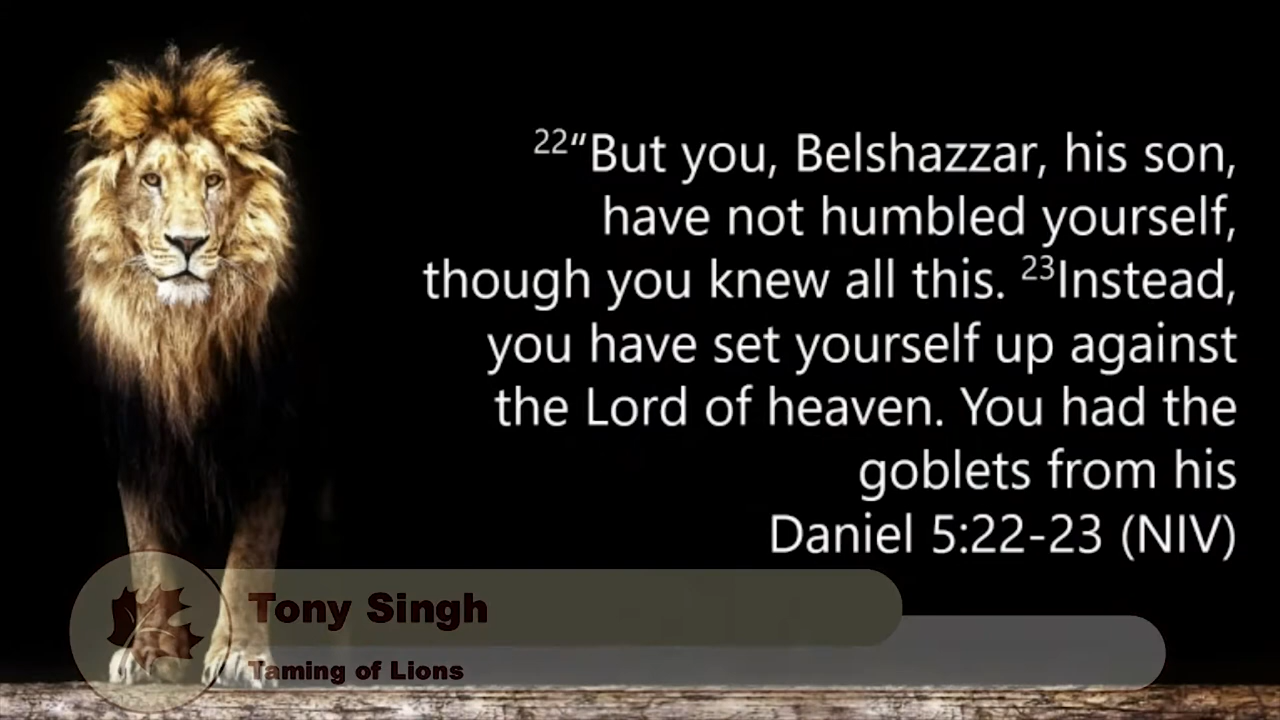 ²²“But you, Belshazzar, his son,
have not humbled yourself,
though you knew all this. ²³Instead,
you have set yourself up against
the Lord of heaven. You had the
goblets from his
Daniel 5:22-23 (NIV)
Tony Singh
Taming of Lions